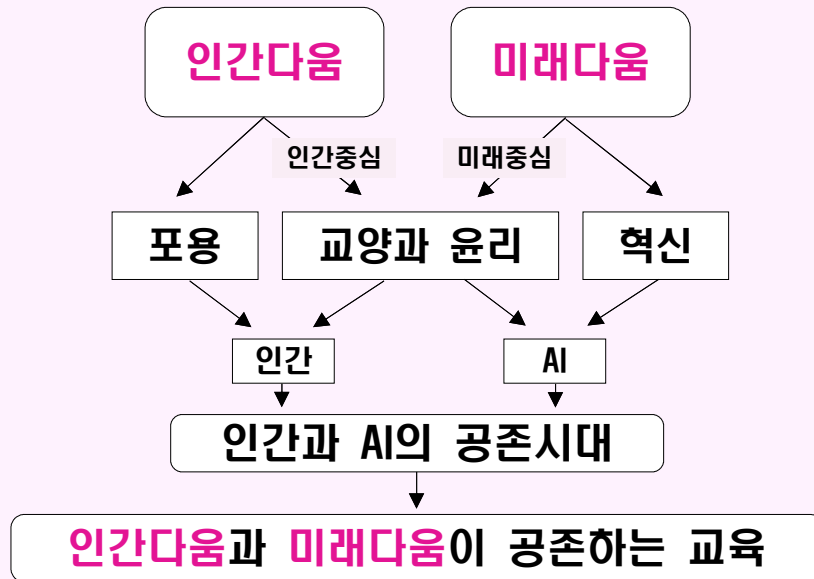 인간다움 미래다움
인간중심 미래중심
포용 교양과 윤리 혁신
인간 AI
인간과 AI의 공존시대
인간다움과 미래다움이 공존하는 교육